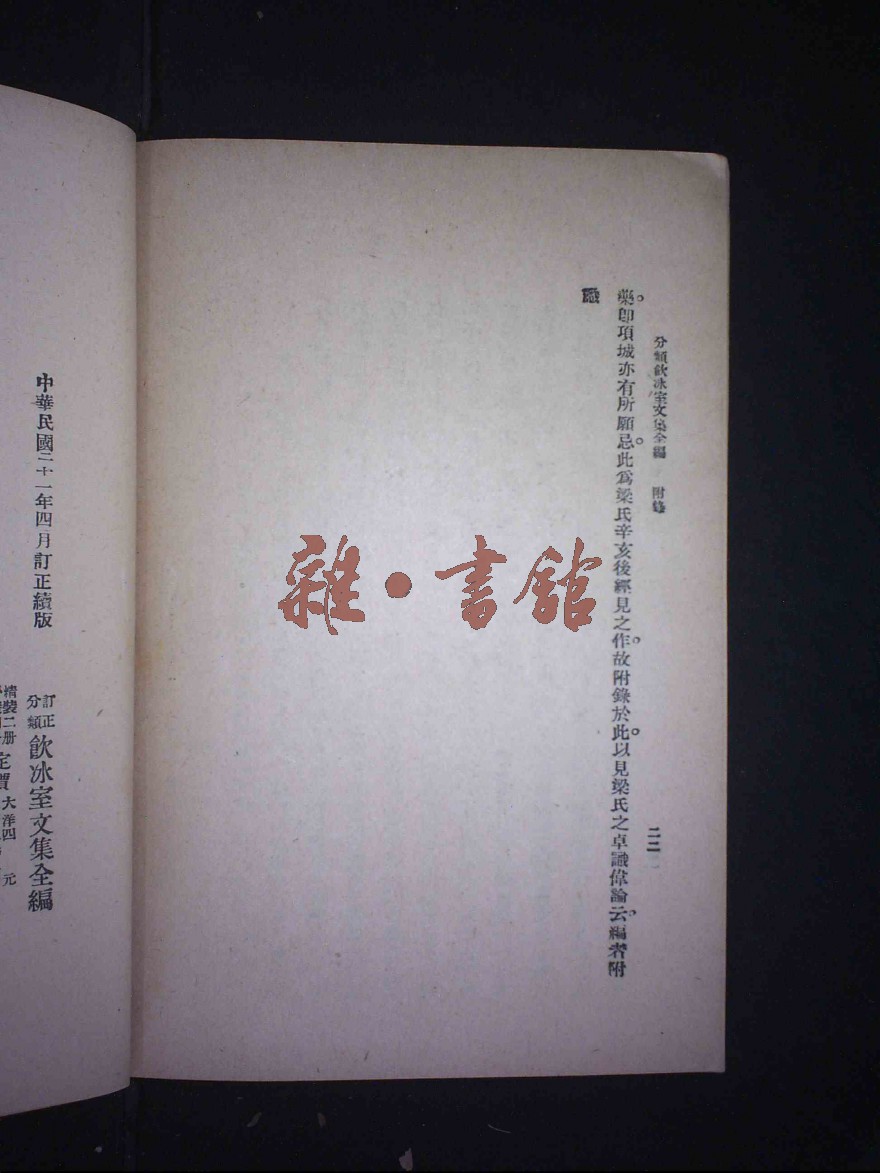 分類飲冰室文集全編 附錄
二二
藥卽項城亦有所願忌。此爲梁氏辛亥後經見之作。故附錄於此。以見梁氏之卓識偉論云。編者附
識
雜·書館
訂正
分類
飲冰室文集全編
中華民國二十一年四月訂正續版
精裝二册
定價
大洋四
元